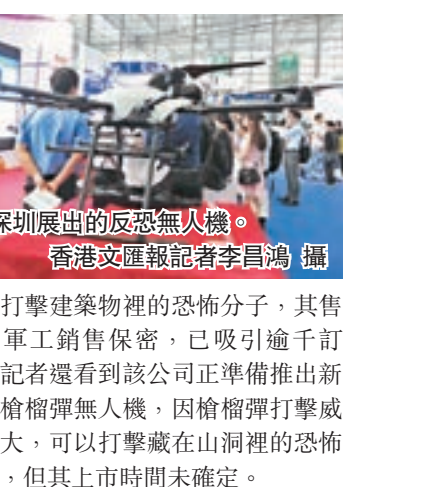 深圳展出的反恐無人機。
香港文匯報記者李昌鴻 攝
打擊建築物裡的恐怖分子，其售
軍工銷售保密，已吸引逾千訂
記者還看到該公司正準備推出新
槍榴彈無人機，因槍榴彈打擊威
大，可以打擊藏在山洞裡的恐怖
，但其上市時間未確定。